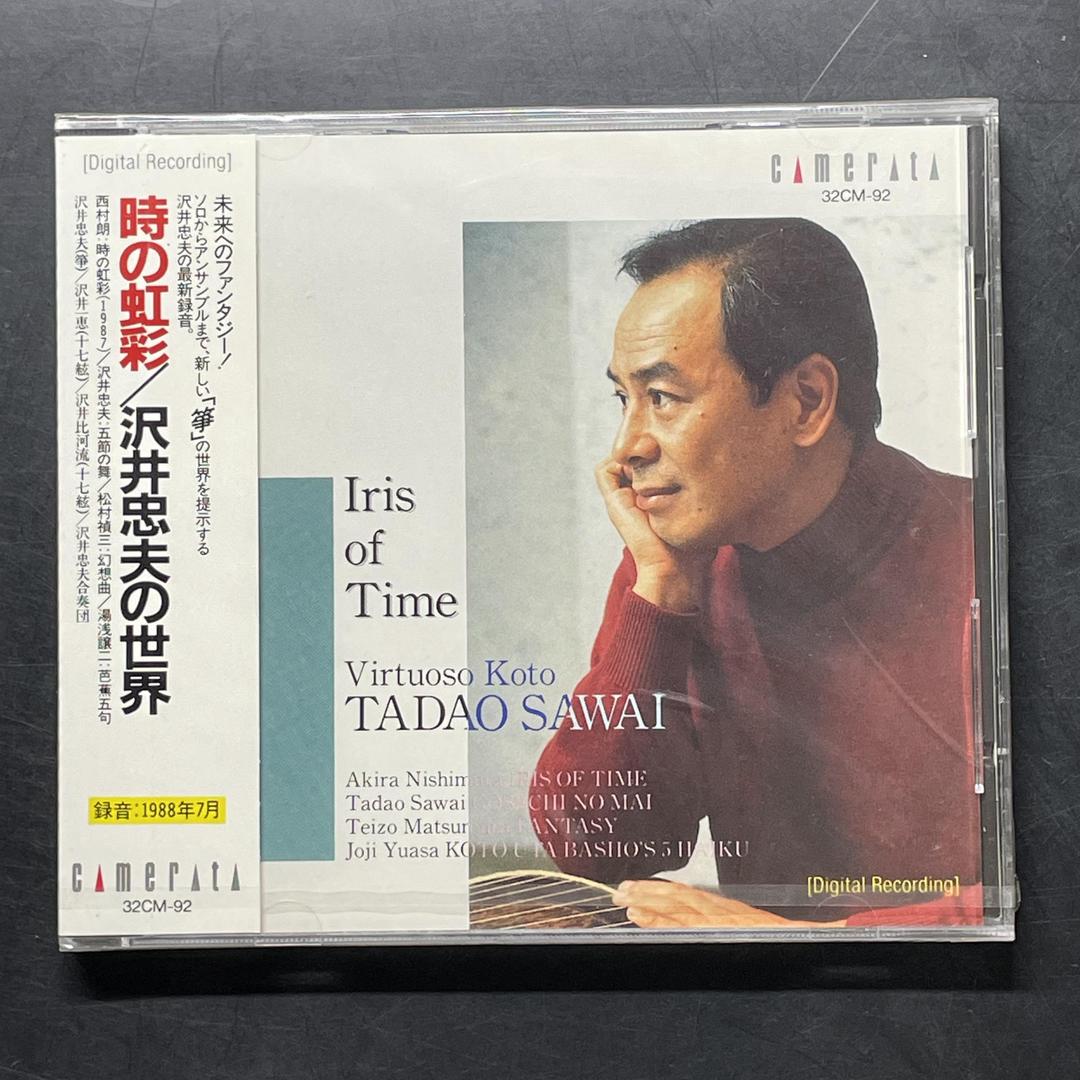 [Digital Recording]
未来へのファンタジー!
ソロからアンサンブルまで、新しい「箏」の世界を提示する
沢井忠夫の最新録音。
時の虹彩/沢井忠夫の世界
西村朗:時の虹彩(1987)/沢井忠夫:五節の舞/松村禎三:幻想曲/湯浅譲二:芭蕉五句
沢井忠夫(箏)/沢井一恵(十七絃)/沢井比河流(十七絃)/沢井忠夫合奏団
録音:1988年7月
camerata
32CM-92
camerata
32CM-92
Iris
of
Time
Virtuoso Koto
TADAO SAWAI
Akira Nishimura IRIS OF TIME
Tadao Sawai GOSECHI NO MAI
Teizo Matsumura FANTASY
Joji Yuasa KOTO UTA BASHO'S 5 HAIKU
[Digital Recording]